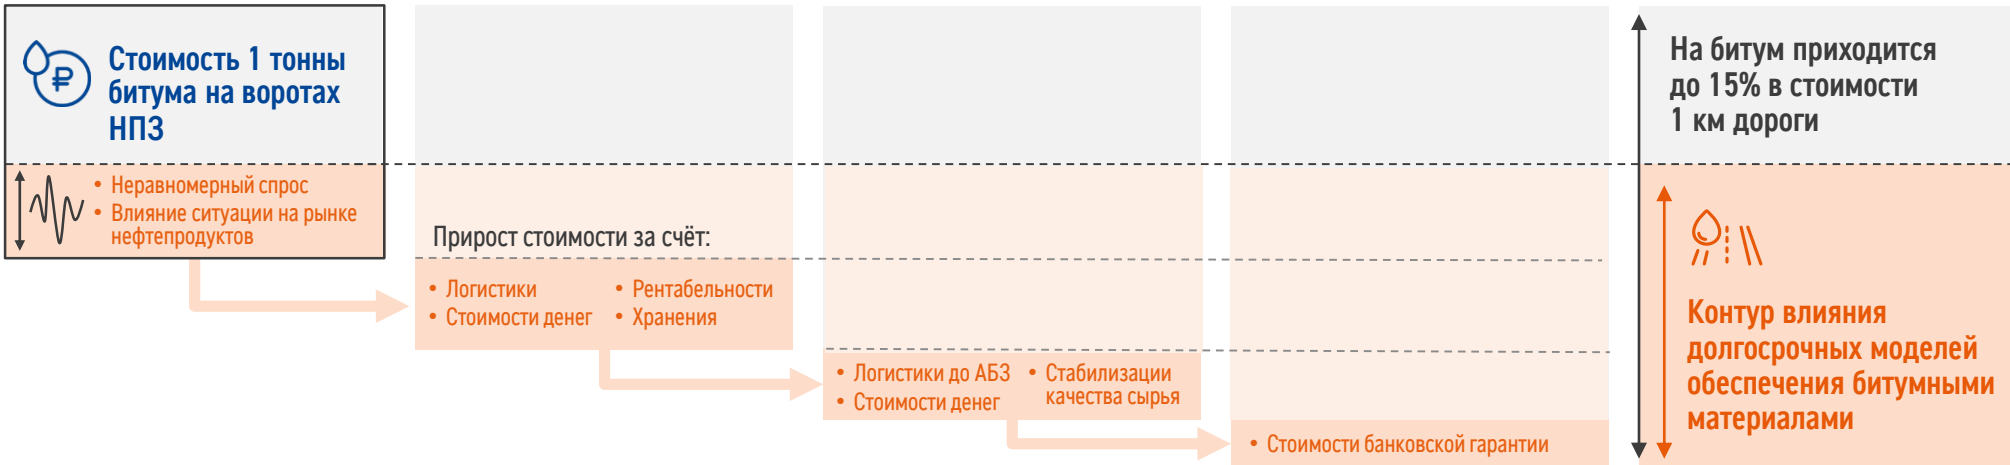 Стоимость 1 тонны
битума на воротах
НПЗ
• Неравномерный спрос
• Влияние ситуации на рынке
нефтепродуктов
Прирост стоимости за счёт:
• Логистики
• Стоимости денег
• Рентабельности
• Хранения
• Логистики до АБЗ
• Стоимости денег
• Стабилизации
качества сырья
• Стоимости банковской гарантии
На битум приходится
до 15% в стоимости
1 км дороги
Контур влияния
долгосрочных моделей
обеспечения битумными
материалами